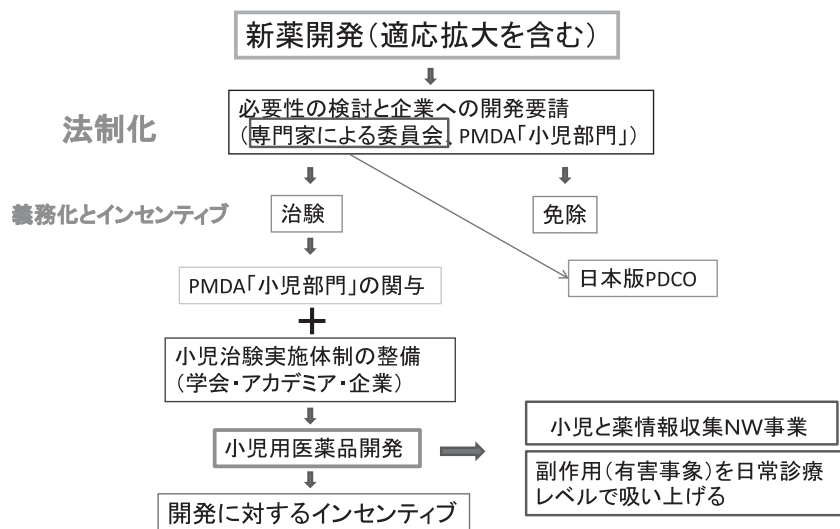 新薬開発(適応拡大を含む)
法制化
必要性の検討と企業への開発要請
(専門家による委員会、PMDA「小児部門」)
義務化とインセンティブ
治験
免除
PMDA「小児部門」の関与
日本版PDCO
+
小児治験実施体制の整備
(学会・アカデミア・企業)
小児用医薬品開発
小児と薬情報収集NW事業
副作用(有害事象)を日常診療
レベルで吸い上げる
開発に対するインセンティブ